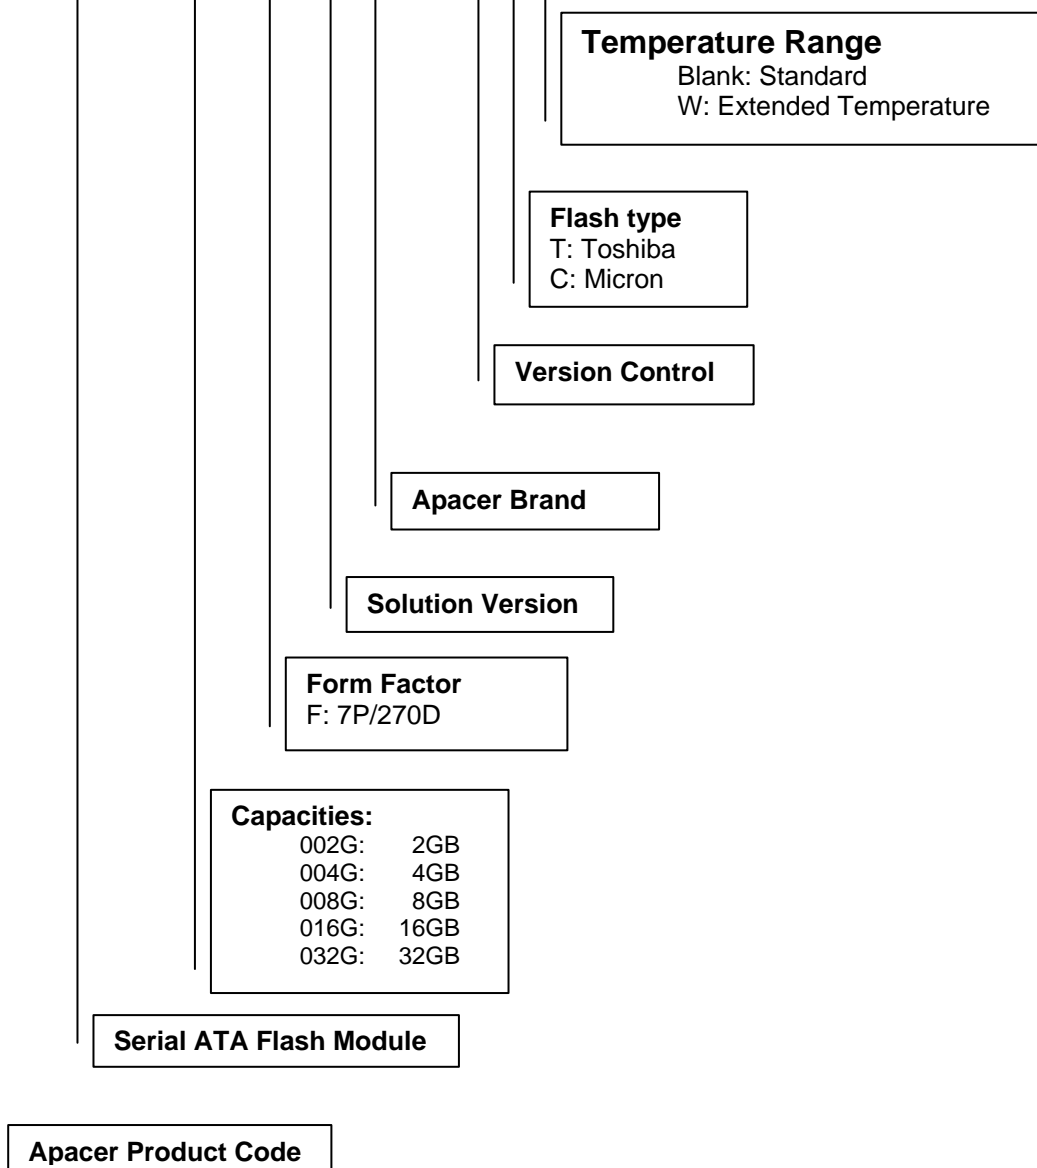 Temperature Range
Blank: Standard
W: Extended Temperature
Flash type
T: Toshiba
C: Micron
Version Control
Apacer Brand
Solution Version
Form Factor
F: 7P/270D
Capacities:
002G: 2GB
004G: 4GB
008G: 8GB
016G: 16GB
032G: 32GB
Serial ATA Flash Module
Apacer Product Code